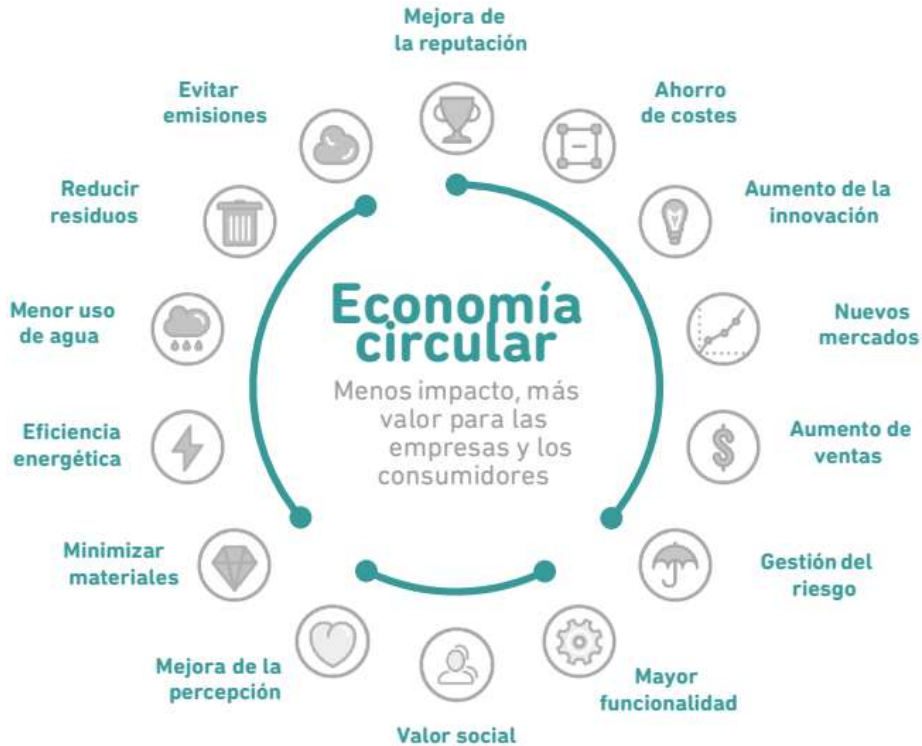 Mejora de
la reputación
Ahorro
de costes
Aumento de la
innovación
Nuevos
mercados
Aumento de
ventas
Gestión del
riesgo
Mayor
funcionalidad
Valor social
Mejora de la
percepción
Minimizar
materiales
Eficiencia
energética
Menor uso
de agua
Reducir
residuos
Evitar
emisiones
Economía
circular
Menos impacto, más
valor para las
empresas y los
consumidores